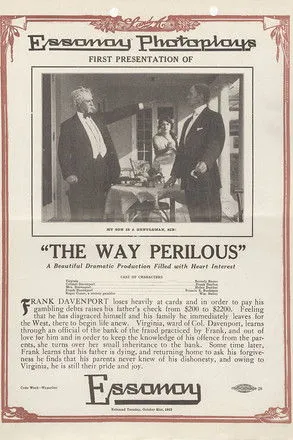 Essanay Photoplays
FIRST PRESENTATION OF
MY SON IS A GENTLEMAN, SIR!
"THE WAY PERILOUS"
A Beautiful Dramatic Production Filled with Heart Interest
CAST OF CHARACTERS
FRANK DAVENPORT loses heavily at cards and in order to pay his
gambling debts raises his father's check from $200 to $2200. Feeling
that he has disgraced himself and his family he immediately leaves for
the West, there to begin life anew. Virginia, ward of Col. Davenport, learns
through an official of the bank of the fraud practiced by Frank, and out of
love for him and in order to keep the knowledge of his offence from the par-
ents, she turns over her small inheritance to the bank. Some time later,
Frank learns that his father is dying, and returning home to ask his forgive-
ness he finds that his parents never knew of his dishonesty, and owing to
Virginia, he is still their pride and joy.
Essanay
Released Tuesday, October 21st, 1913